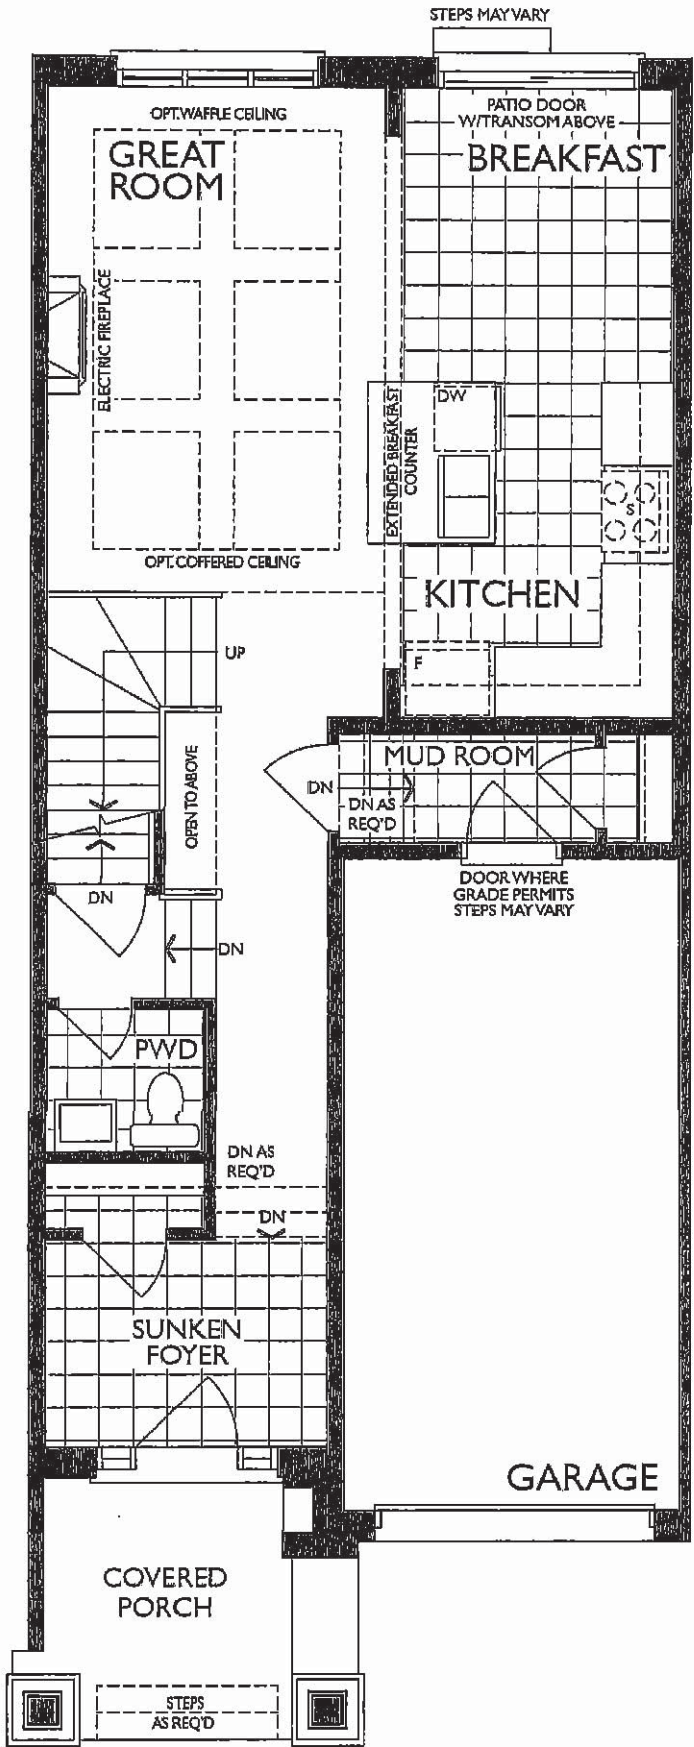 STEPS MAY VARY
OPT. WAFFLE CEILING
GREAT
ROOM
PATIO DOOR
W/TRANSOM ABOVE
BREAKFAST
ELECTRIC FIREPLACE
DW
EXTENDED BREAKFAST
COUNTER
S
OPT. COFFERED CEILING
KITCHEN
F
UP
OPEN TO ABOVE
MUD ROOM
DN
DN AS
REQ'D
DOOR WHERE
GRADE PERMITS
STEPS MAY VARY
DN
DN
PWD
DN AS
REQ'D
DN
SUNKEN
FOYER
GARAGE
COVERED
PORCH
STEPS
AS REQ'D